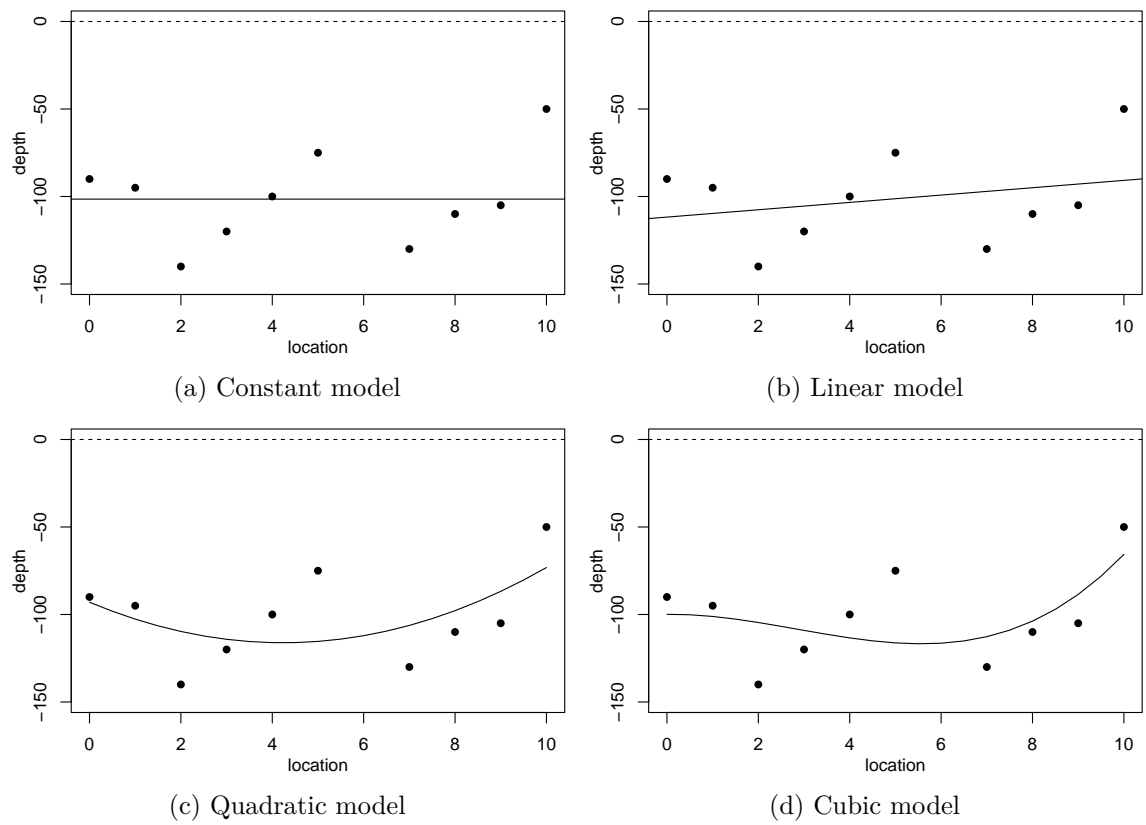 0
−50
−100
−150
depth
0 2 4 6 8 10
location
(a) Constant model
0
−50
−100
−150
depth
0 2 4 6 8 10
location
(b) Linear model
0
−50
−100
−150
depth
0 2 4 6 8 10
location
(c) Quadratic model
0
−50
−100
−150
depth
0 2 4 6 8 10
location
(d) Cubic model